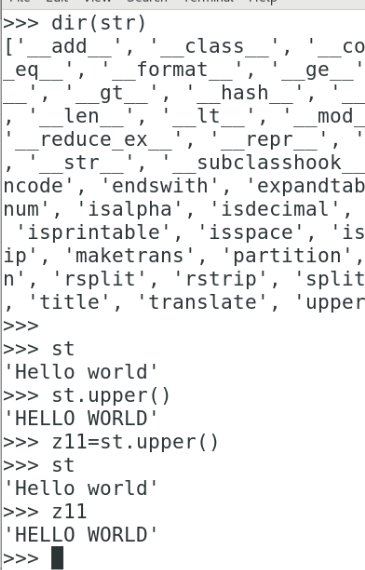 >>> dir(str)
['__add__', '__class__', '__co
_eq__', '__format__', '__ge__'
__', '__gt__', '__hash__', '__
, '__len__', '__lt__', '__mod_
'__reduce_ex__', '__repr__', '
, '__str__', '__subclasshook__
ncode', 'endswith', 'expandtab
num', 'isalpha', 'isdecimal',
'isprintable', 'isspace', 'is
ip', 'maketrans', 'partition',
n', 'rsplit', 'rstrip', 'split
, 'title', 'translate', 'upper
>>>
>>> st
'Hello world'
>>> st.upper()
'HELLO WORLD'
>>> z11=st.upper()
>>> st
'Hello world'
>>> z11
'HELLO WORLD'
>>>